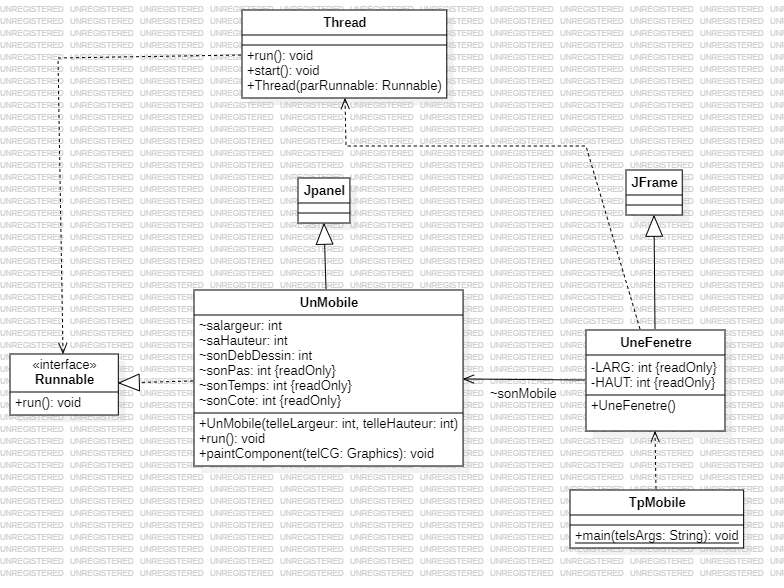 Thread
+run(): void
+start(): void
+Thread(parRunnable: Runnable)
Jpanel
JFrame
UnMobile
~salargeur: int
~saHauteur: int
~sonDebDessin: int
~sonPas: int {readOnly}
~sonTemps: int {readOnly}
~sonCote: int {readOnly}
+UnMobile(telleLargeur: int, telleHauteur: int)
+run(): void
+paintComponent(telCG: Graphics): void
«interface»
Runnable
+run(): void
~sonMobile
UneFenetre
-LARG: int {readOnly}
-HAUT: int {readOnly}
+UneFenetre()
TpMobile
+main(telsArgs: String): void
UNREGISTERED